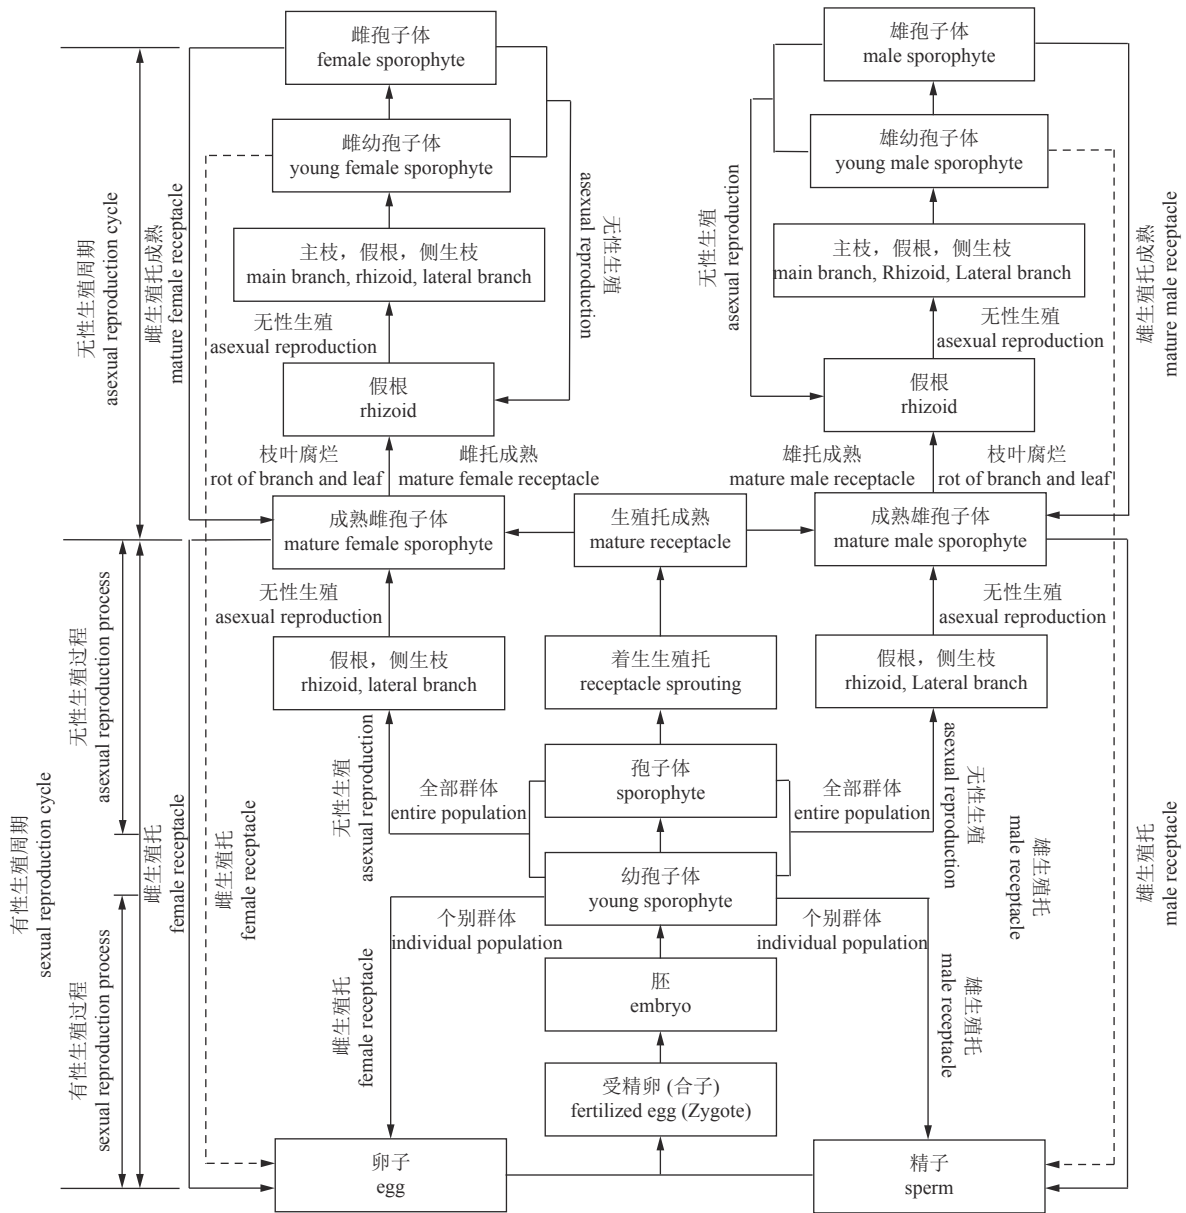 雌孢子体
female sporophyte
雄孢子体
male sporophyte
雌幼孢子体
young female sporophyte
雄幼孢子体
young male sporophyte
无性生殖周期
asexual reproduction cycle
雌生殖托成熟
mature female receptacle
无性生殖
asexual reproduction
无性生殖
asexual reproduction
雄生殖托成熟
mature male receptacle
主枝，假根，侧生枝
main branch, rhizoid, lateral branch
主枝，假根，侧生枝
main branch, Rhizoid, Lateral branch
无性生殖
asexual reproduction
无性生殖
asexual reproduction
假根
rhizoid
假根
rhizoid
枝叶腐烂
rot of branch and leaf
雌托成熟
mature female receptacle
雄托成熟
mature male receptacle
枝叶腐烂
rot of branch and leaf
成熟雌孢子体
mature female sporophyte
生殖托成熟
mature receptacle
成熟雄孢子体
mature male sporophyte
无性生殖
asexual reproduction
无性生殖
asexual reproduction
假根，侧生枝
rhizoid, lateral branch
着生生殖托
receptacle sprouting
假根，侧生枝
rhizoid, Lateral branch
有性生殖周期
sexual reproduction cycle
无性生殖过程
asexual reproduction process
雌生殖托
female receptacle
雌生殖托
female receptacle
无性生殖
asexual reproduction
全部群体
entire population
孢子体
sporophyte
全部群体
entire population
无性生殖
asexual reproduction
雄生殖托
male receptacle
雄生殖托
male receptacle
幼孢子体
young sporophyte
个别群体
individual population
个别群体
individual population
有性生殖过程
sexual reproduction process
雌生殖托
female receptacle
胚
embryo
雄生殖托
male receptacle
受精卵 (合子)
fertilized egg (Zygote)
卵子
egg
精子
sperm